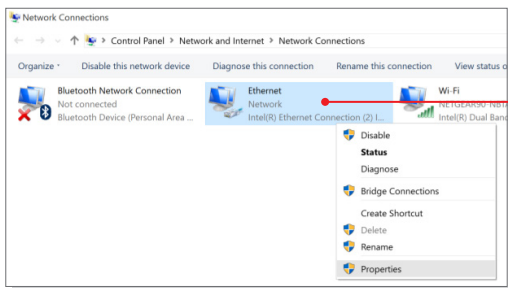 Network Connections
Control Panel > Network and Internet > Network Connections
Organize Disable this network device Diagnose this connection Rename this connection View status o
Bluetooth Network Connection
Not connected
Bluetooth Device (Personal Area ...
Ethernet
Network
Intel(R) Ethernet Connection (2) I...
Wi-Fi
Intel(R) Dual Band
Disable
Status
Diagnose
Bridge Connections
Create Shortcut
Delete
Rename
Properties